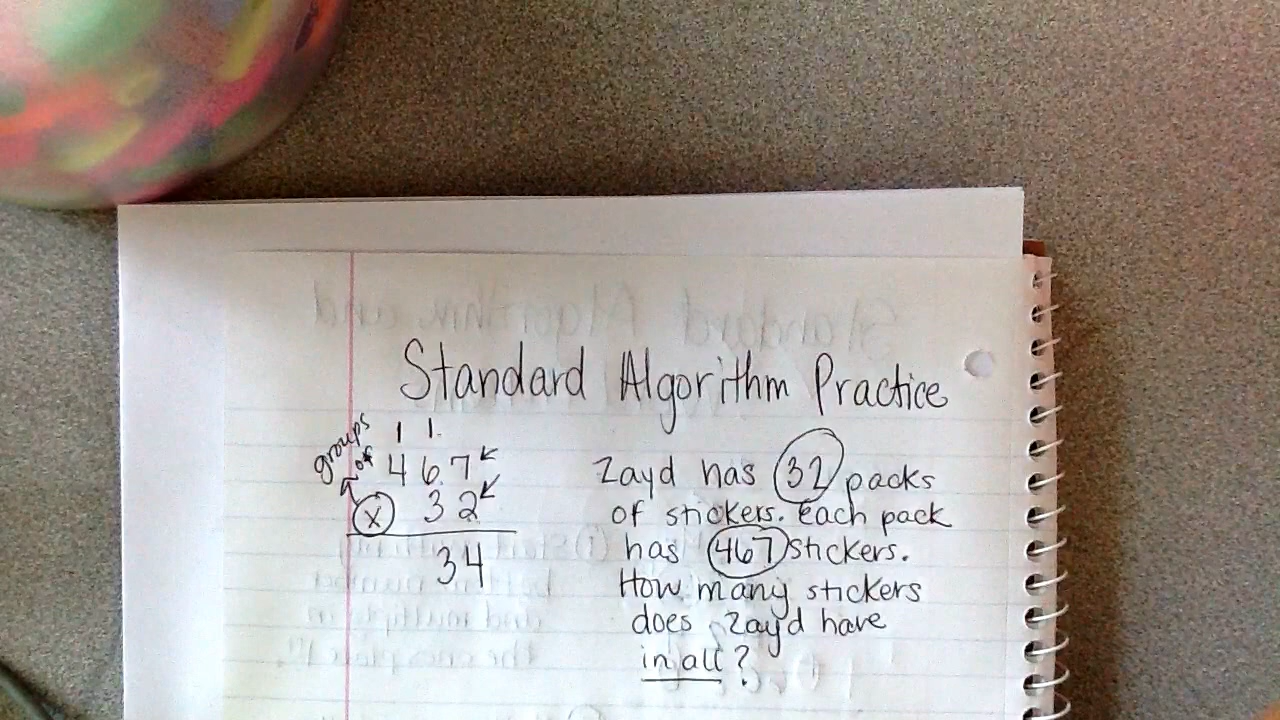 Standard Algorithm Practice
groups of
1 1
467
x 32
34
Zayd has 32 packs
of stickers. Each pack
has 467 stickers.
How many stickers
does Zayd have
in all?